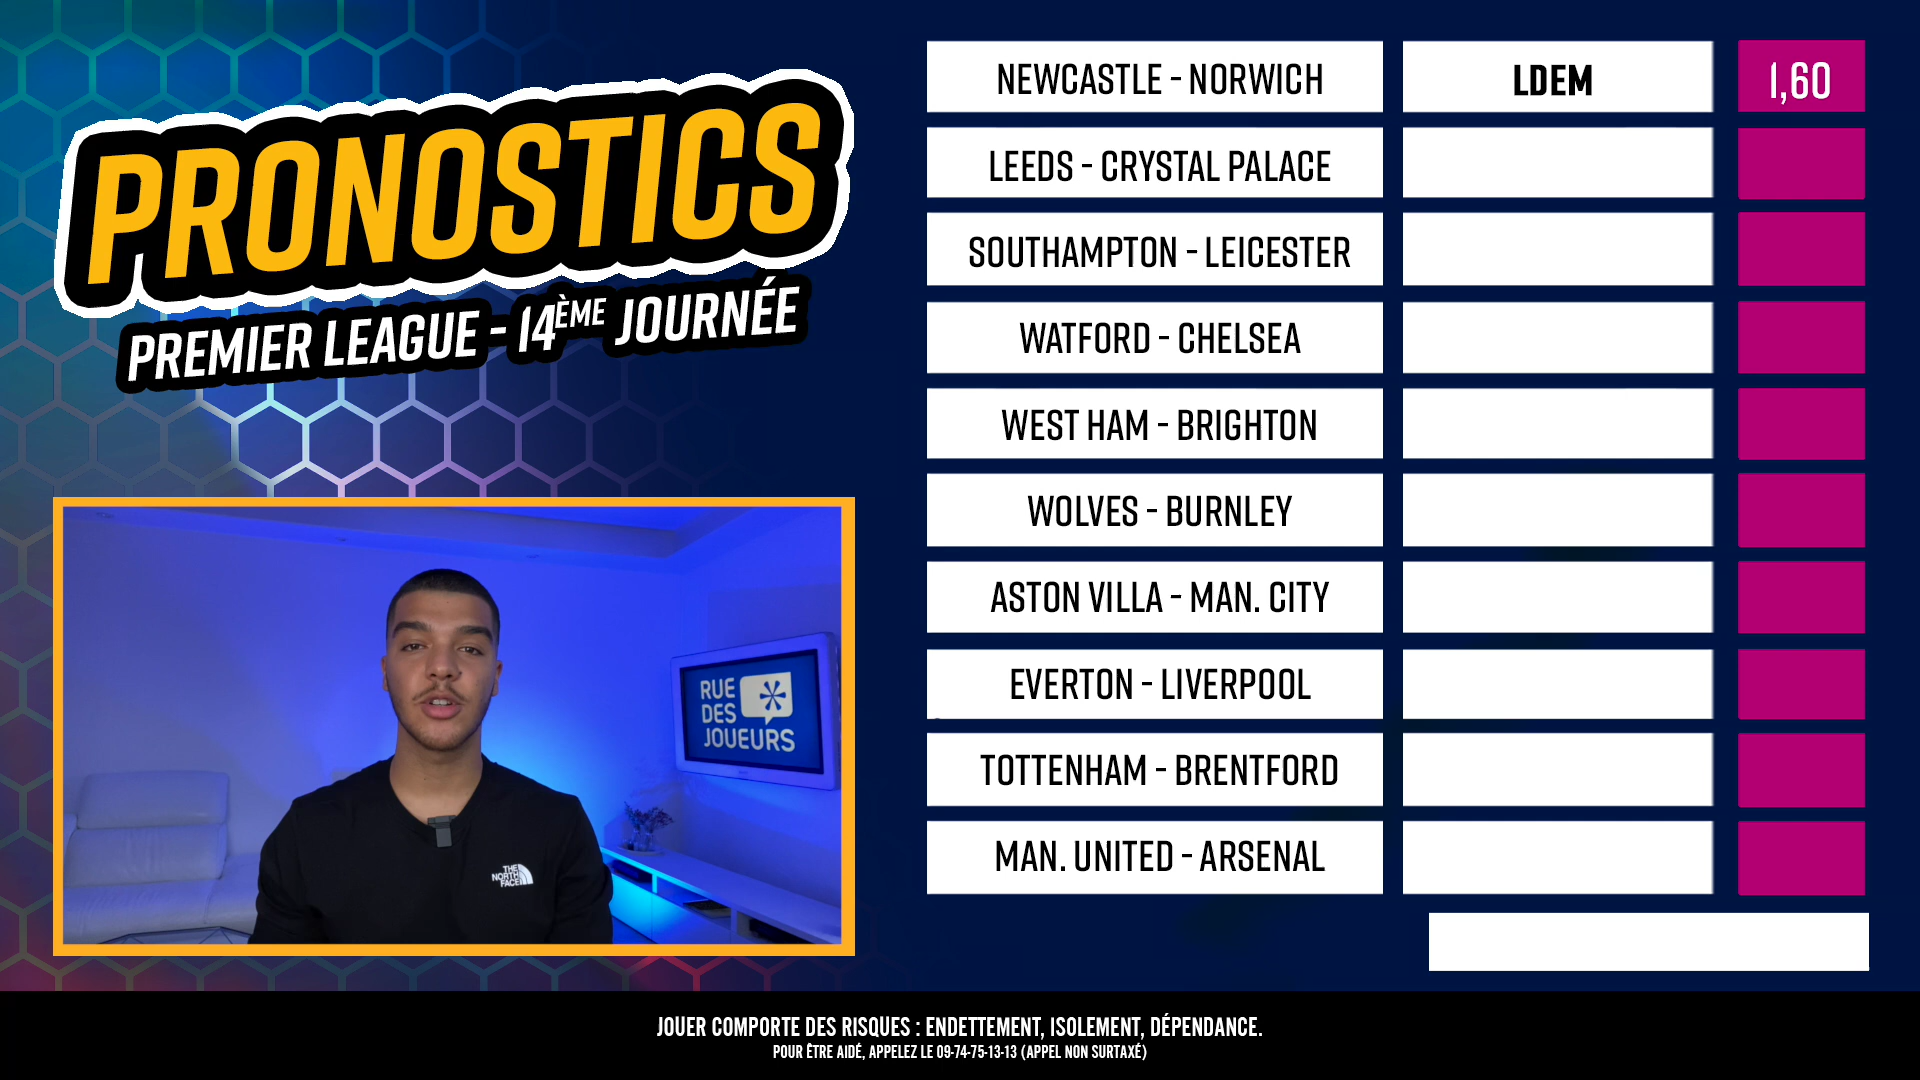 PRONOSTICS
PREMIER LEAGUE - 14ÈME JOURNÉE
NEWCASTLE - NORWICH
LDEM
1,60
LEEDS - CRYSTAL PALACE
SOUTHAMPTON - LEICESTER
WATFORD - CHELSEA
WEST HAM - BRIGHTON
WOLVES - BURNLEY
ASTON VILLA - MAN. CITY
EVERTON - LIVERPOOL
TOTTENHAM - BRENTFORD
MAN. UNITED - ARSENAL
RUE
DES
JOUEURS
THE
NORTH
FACE
JOUER COMPORTE DES RISQUES : ENDETTEMENT, ISOLEMENT, DÉPENDANCE.
POUR ÊTRE AIDÉ, APPELEZ LE 09-74-75-13-13 (APPEL NON SURTAXÉ)